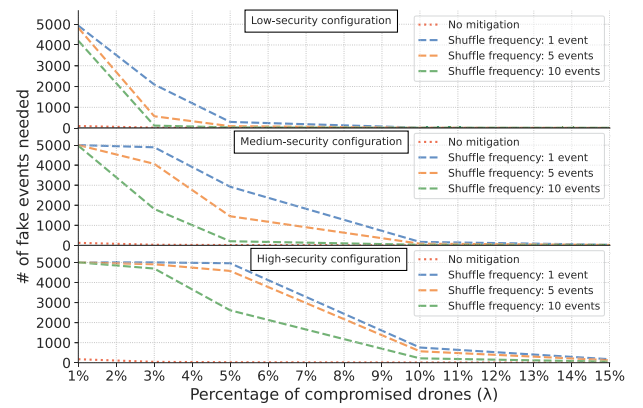 Low-security configuration
No mitigation
Shuffle frequency: 1 event
Shuffle frequency: 5 events
Shuffle frequency: 10 events
5000
4000
3000
2000
1000
0
Medium-security configuration
No mitigation
Shuffle frequency: 1 event
Shuffle frequency: 5 events
Shuffle frequency: 10 events
5000
4000
3000
2000
1000
0
# of fake events needed
High-security configuration
No mitigation
Shuffle frequency: 1 event
Shuffle frequency: 5 events
Shuffle frequency: 10 events
5000
4000
3000
2000
1000
0
1% 2% 3% 4% 5% 6% 7% 8% 9% 10% 11% 12% 13% 14% 15%
Percentage of compromised drones (λ)